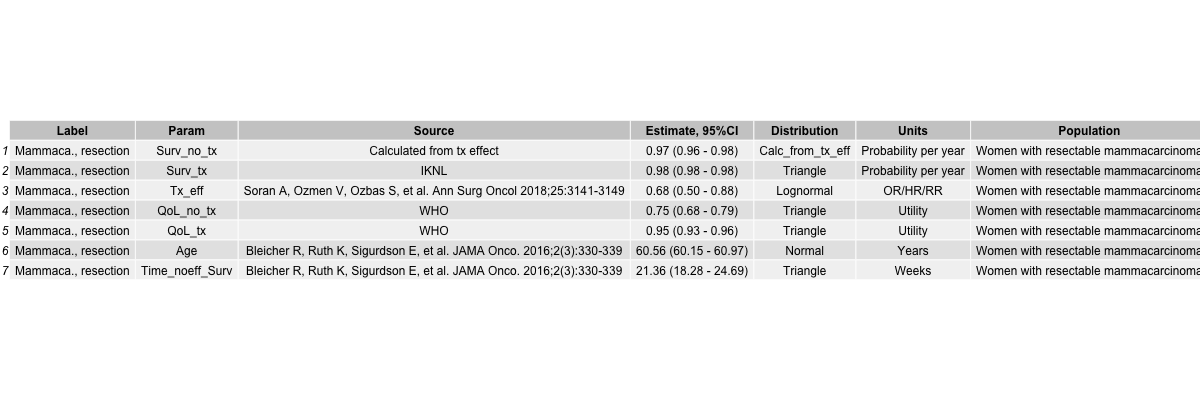 Label Param Source Estimate, 95%CI Distribution Units Population
1 Mammaca., resection Surv_no_tx Calculated from tx effect 0.97 (0.96 - 0.98) Calc_from_tx_eff Probability per year Women with resectable mammacarcinoma
2 Mammaca., resection Surv_tx IKNL 0.98 (0.98 - 0.98) Triangle Probability per year Women with resectable mammacarcinoma
3 Mammaca., resection Tx_eff Soran A, Ozmen V, Ozbas S, et al. Ann Surg Oncol 2018;25:3141-3149 0.68 (0.50 - 0.88) Lognormal OR/HR/RR Women with resectable mammacarcinoma
4 Mammaca., resection QoL_no_tx WHO 0.75 (0.68 - 0.79) Triangle Utility Women with resectable mammacarcinoma
5 Mammaca., resection QoL_tx WHO 0.95 (0.93 - 0.96) Triangle Utility Women with resectable mammacarcinoma
6 Mammaca., resection Age Bleicher R, Ruth K, Sigurdson E, et al. JAMA Onco. 2016;2(3):330-339 60.56 (60.15 - 60.97) Normal Years Women with resectable mammacarcinoma
7 Mammaca., resection Time_noeff_Surv Bleicher R, Ruth K, Sigurdson E, et al. JAMA Onco. 2016;2(3):330-339 21.36 (18.28 - 24.69) Triangle Weeks Women with resectable mammacarcinoma